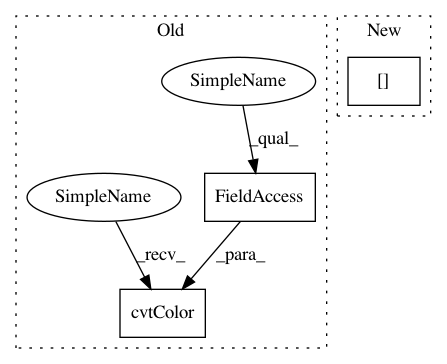 Old
New
SimpleName
[]
_qual_
SimpleName
FieldAccess
_recv_
_para_
cvtColor